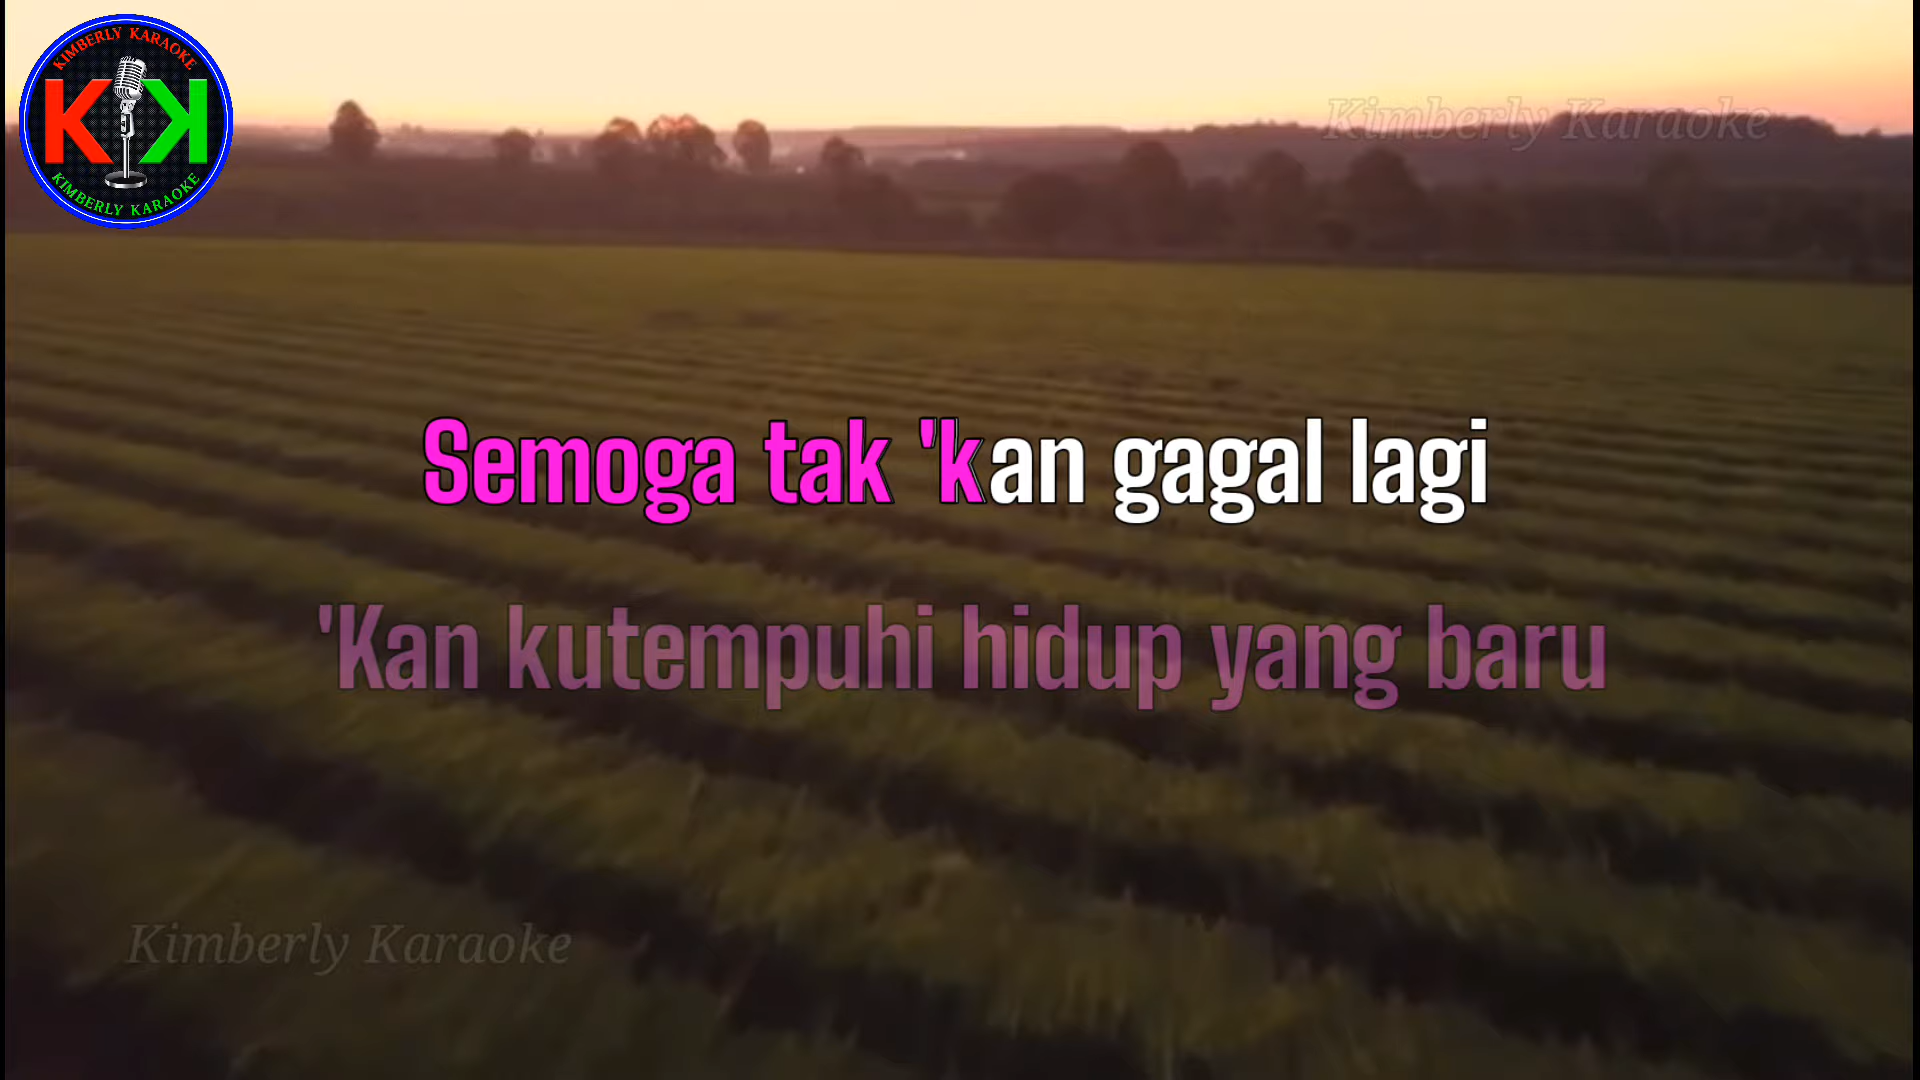 KIMBERLY KARAOKE
K K
KIMBERLY KARAOKE
Kimberly Karaoke
Semoga tak 'kan gagal lagi
'Kan kutempuhi hidup yang baru
Kimberly Karaoke